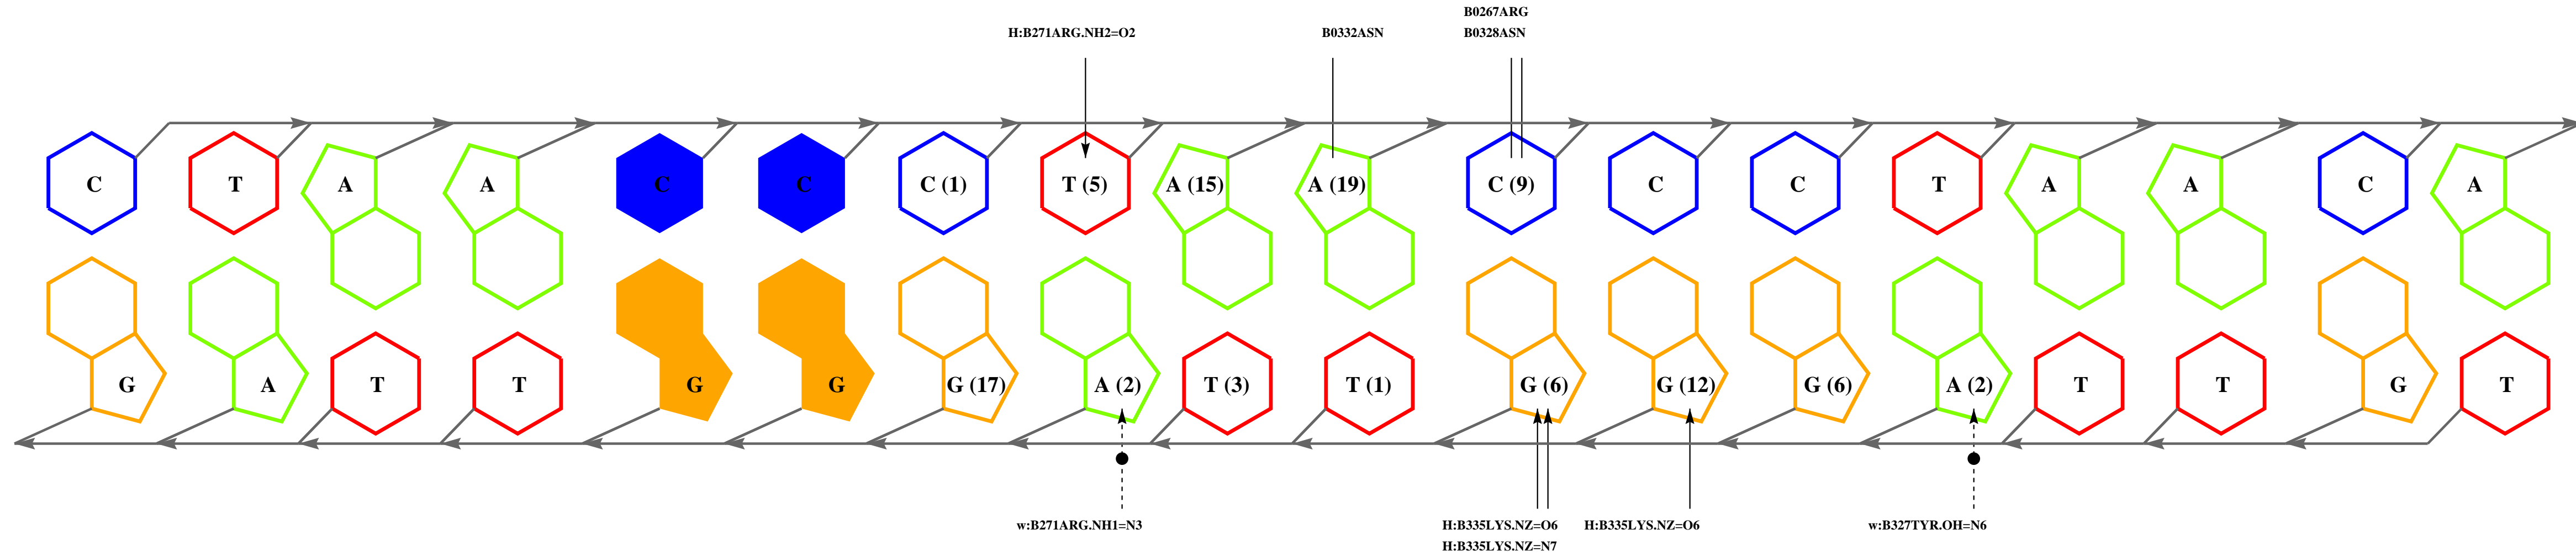 B0267ARG
H:B271ARG.NH2=O2 B0332ASN B0328ASN
C T A A C C C (1) T (5) A (15) A (19) C (9) C C T A A C A
G A T T G G G (17) A (2) T (3) T (1) G (6) G (12) G (6) A (2) T T G T
w:B271ARG.NH1=N3 H:B335LYS.NZ=O6 H:B335LYS.NZ=O6 w:B327TYR.OH=N6
H:B335LYS.NZ=N7